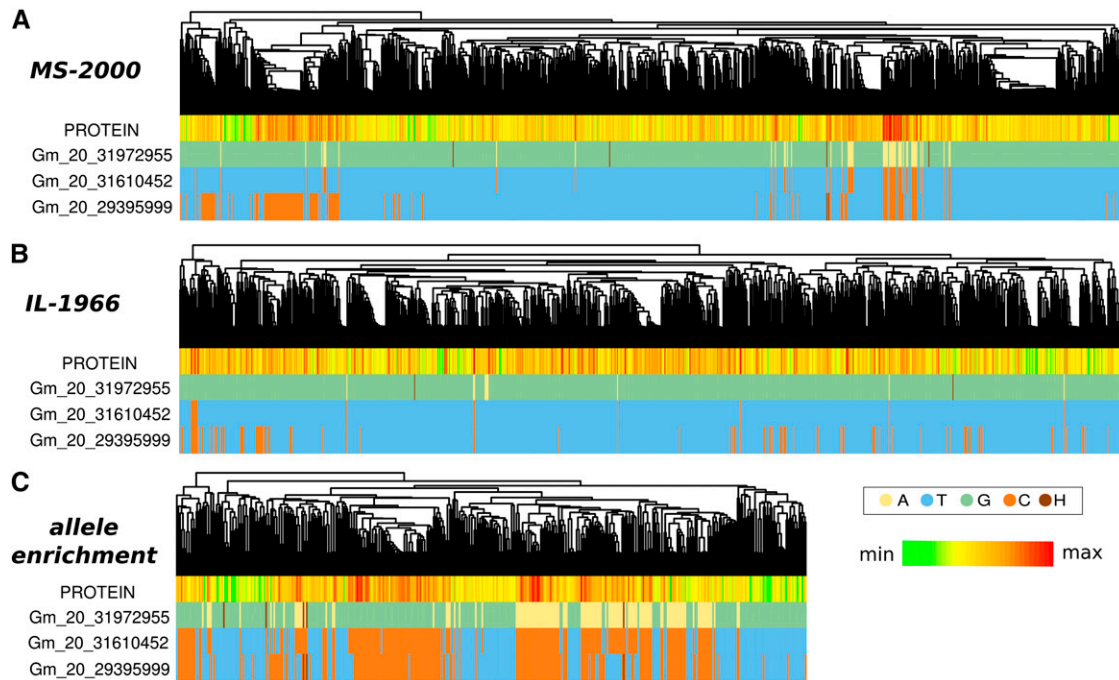 A
MS-2000
PROTEIN
Gm_20_31972955
Gm_20_31610452
Gm_20_29395999
B
IL-1966
PROTEIN
Gm_20_31972955
Gm_20_31610452
Gm_20_29395999
C
allele
enrichment
PROTEIN
Gm_20_31972955
Gm_20_31610452
Gm_20_29395999
A T G C H
min max